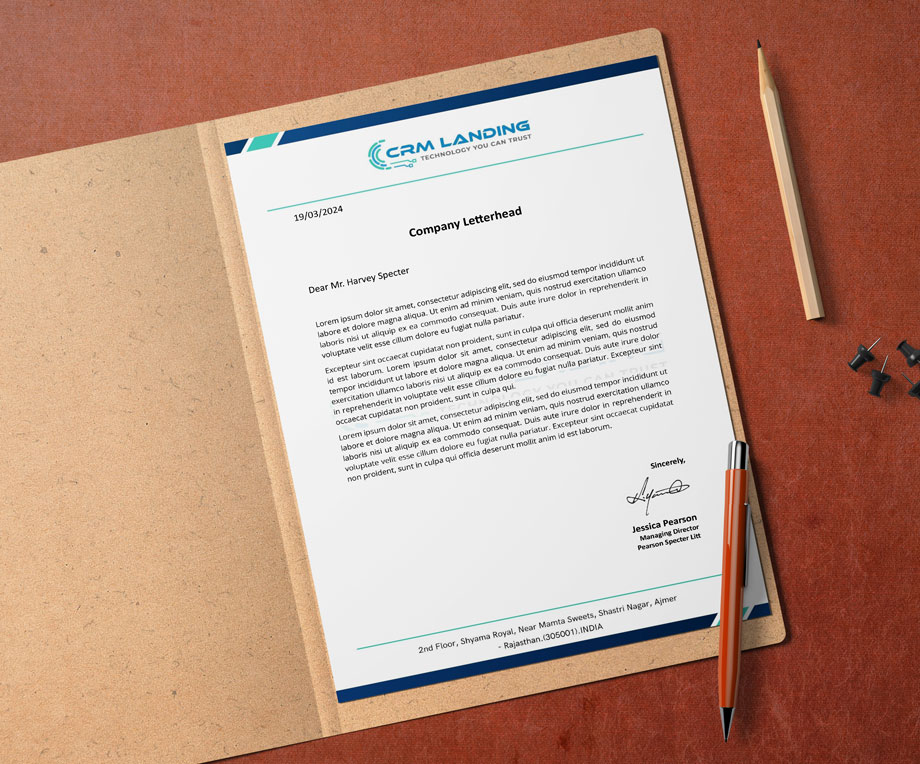 CRM LANDING
TECHNOLOGY YOU CAN TRUST
19/03/2024
Company Letterhead
Dear Mr. Harvey Specter
Lorem ipsum dolor sit amet, consectetur adipiscing elit, sed do eiusmod tempor incididunt ut
labore et dolore magna aliqua. Ut enim ad minim veniam, quis nostrud exercitation ullamco
laboris nisi ut aliquip ex ea commodo consequat. Duis aute irure dolor in reprehenderit in
voluptate velit esse cillum dolore eu fugiat nulla pariatur.
Excepteur sint occaecat cupidatat non proident, sunt in culpa qui officia deserunt mollit anim
id est laborum. Lorem ipsum dolor sit amet, consectetur adipiscing elit, sed do eiusmod
tempor incididunt ut labore et dolore magna aliqua. Ut enim ad minim veniam, quis nostrud
exercitation ullamco laboris nisi ut aliquip ex ea commodo consequat. Duis aute irure dolor
in reprehenderit in voluptate velit esse cillum dolore eu fugiat nulla pariatur. Excepteur sint
occaecat cupidatat non proident, sunt in culpa qui.
TECHNOLOGY YOU CAN TRUST
Lorem ipsum dolor sit amet, consectetur adipiscing elit, sed do eiusmod tempor incididunt ut
labore et dolore magna aliqua. Ut enim ad minim veniam, quis nostrud exercitation ullamco
laboris nisi ut aliquip ex ea commodo consequat. Duis aute irure dolor in reprehenderit in
voluptate velit esse cillum dolore eu fugiat nulla pariatur. Excepteur sint occaecat cupidatat
non proident, sunt in culpa qui officia deserunt mollit anim id est laborum.
Sincerely,
Jessica Pearson
Managing Director
Pearson Specter Litt
2nd Floor, Shyama Royal, Near Mamta Sweets, Shastri Nagar, Ajmer
- Rajasthan.(305001).INDIA